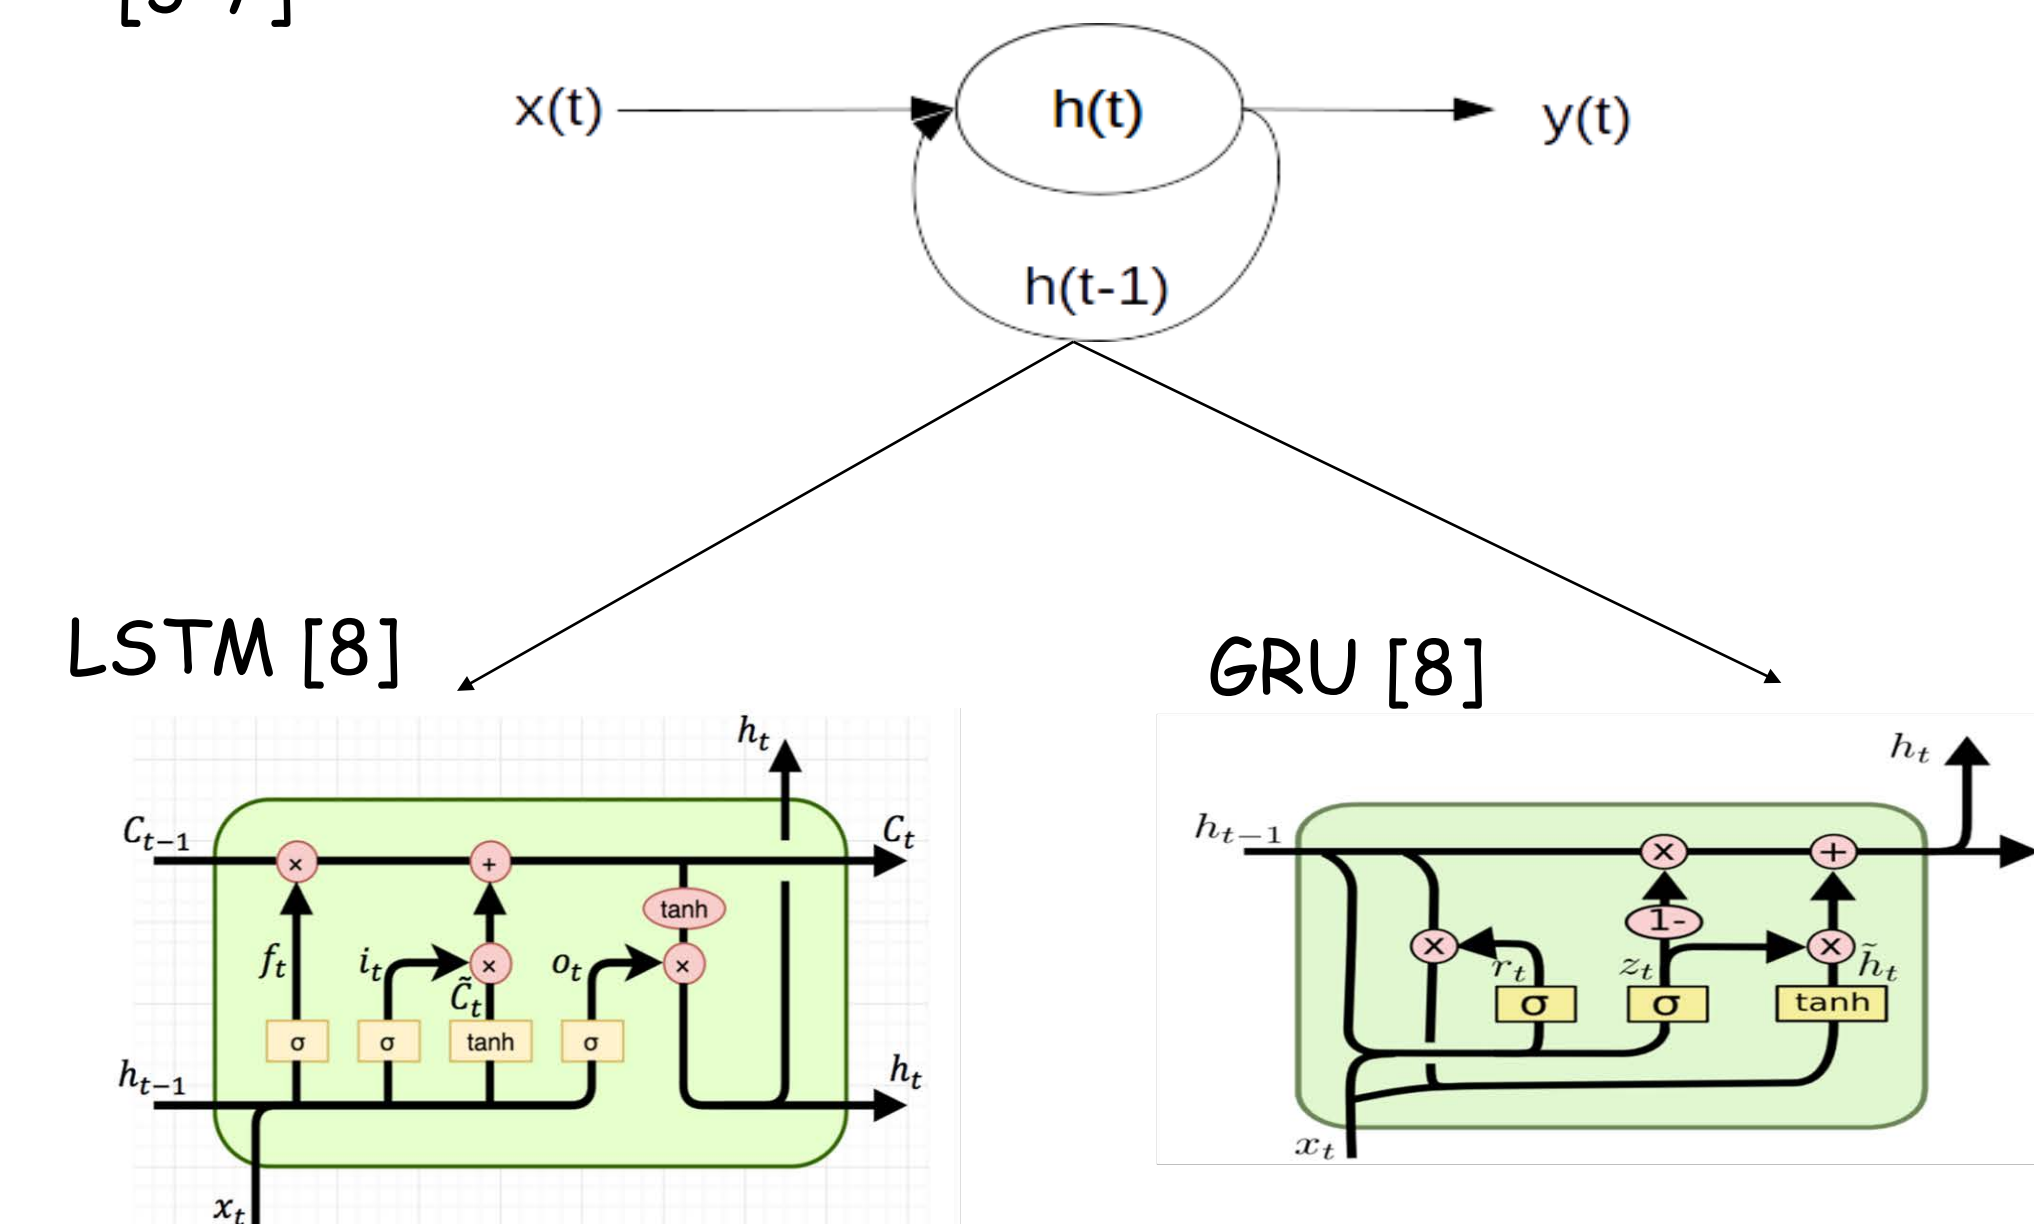 x(t)
h(t)
y(t)
h(t-1)
LSTM [8]
GRU [8]
h_t
C_{t-1}
C_t
×
+
tanh
f_t
i_t
×
o_t
×
C̃_t
σ
σ
tanh
σ
h_{t-1}
h_t
x_t
h_t
h_{t-1}
×
+
1-
×
r_t
z_t
×
h̃_t
σ
σ
tanh
x_t